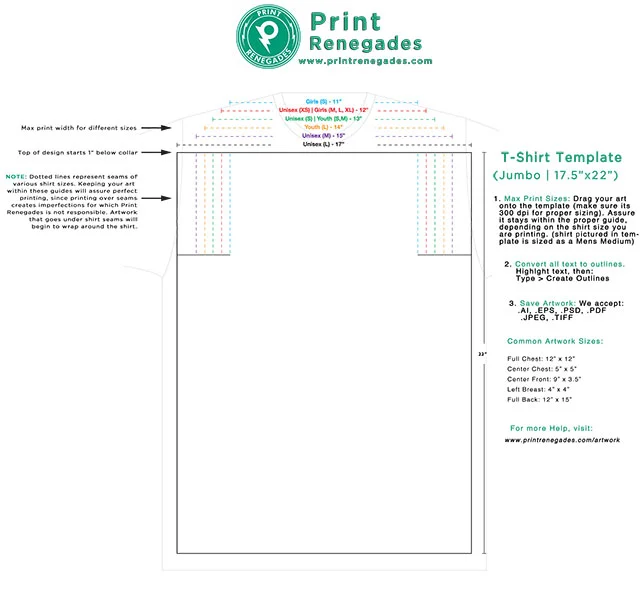 PRINT
RENEGADES
Print
Renegades
www.printrenegades.com
Girls (S) - 11"
Unisex (XS) | Girls (M, L, XL) - 12"
Unisex (S) | Youth (S,M) - 13"
Youth (L) - 14"
Unisex (M) - 15"
Unisex (L) - 17"
Max print width for different sizes
Top of design starts 1" below collar
NOTE: Dotted lines represent seams of
various shirt sizes. Keeping your art
within these guides will assure perfect
printing, since printing over seams
creates imperfections for which Print
Renegades is not responsible. Artwork
that goes under shirt seams will
begin to wrap around the shirt.
22"
T-Shirt Template
(Jumbo | 17.5"x22")
1. Max Print Sizes: Drag your art
onto the template (make sure its
300 dpi for proper sizing). Assure
it stays within the proper guide,
depending on the shirt size you
are printing. (shirt pictured in tem-
plate is sized as a Mens Medium)
2. Convert all text to outlines.
Highlght text, then:
Type > Create Outlines
3. Save Artwork: We accept:
.AI, .EPS, .PSD, .PDF
.JPEG, .TIFF
Common Artwork Sizes:
Full Chest: 12" x 12"
Center Chest: 5" x 5"
Center Front: 9" x 3.5"
Left Breast: 4" x 4"
Full Back: 12" x 15"
For more Help, visit:
www.printrenegades.com/artwork